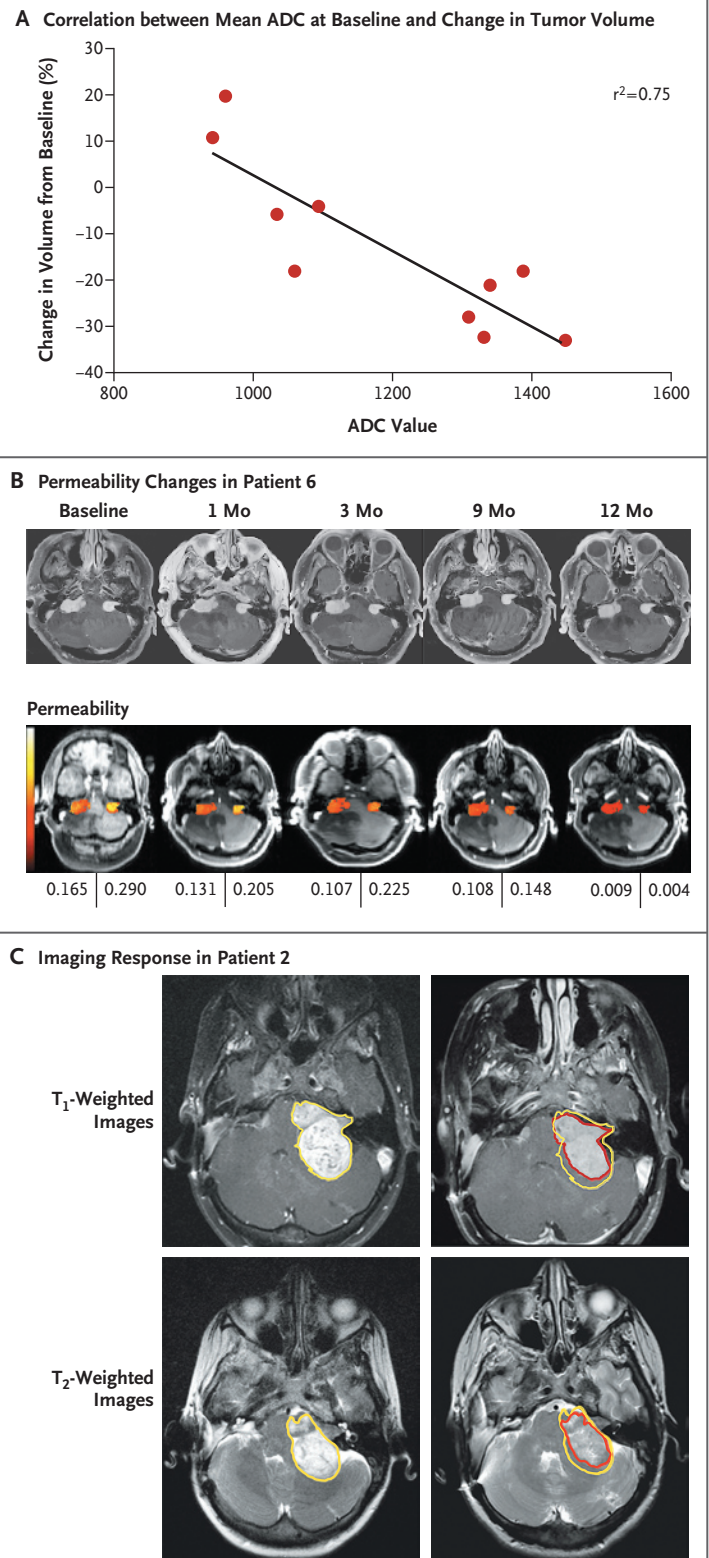 A Correlation between Mean ADC at Baseline and Change in Tumor Volume
Change in Volume from Baseline (%)
30
20
10
0
−10
−20
−30
−40
r²=0.75
800
1000
1200
1400
1600
ADC Value
B Permeability Changes in Patient 6
Baseline 1 Mo 3 Mo 9 Mo 12 Mo
Permeability
0.165 0.290 0.131 0.205 0.107 0.225 0.108 0.148 0.009 0.004
C Imaging Response in Patient 2
T₁-Weighted
Images
T₂-Weighted
Images